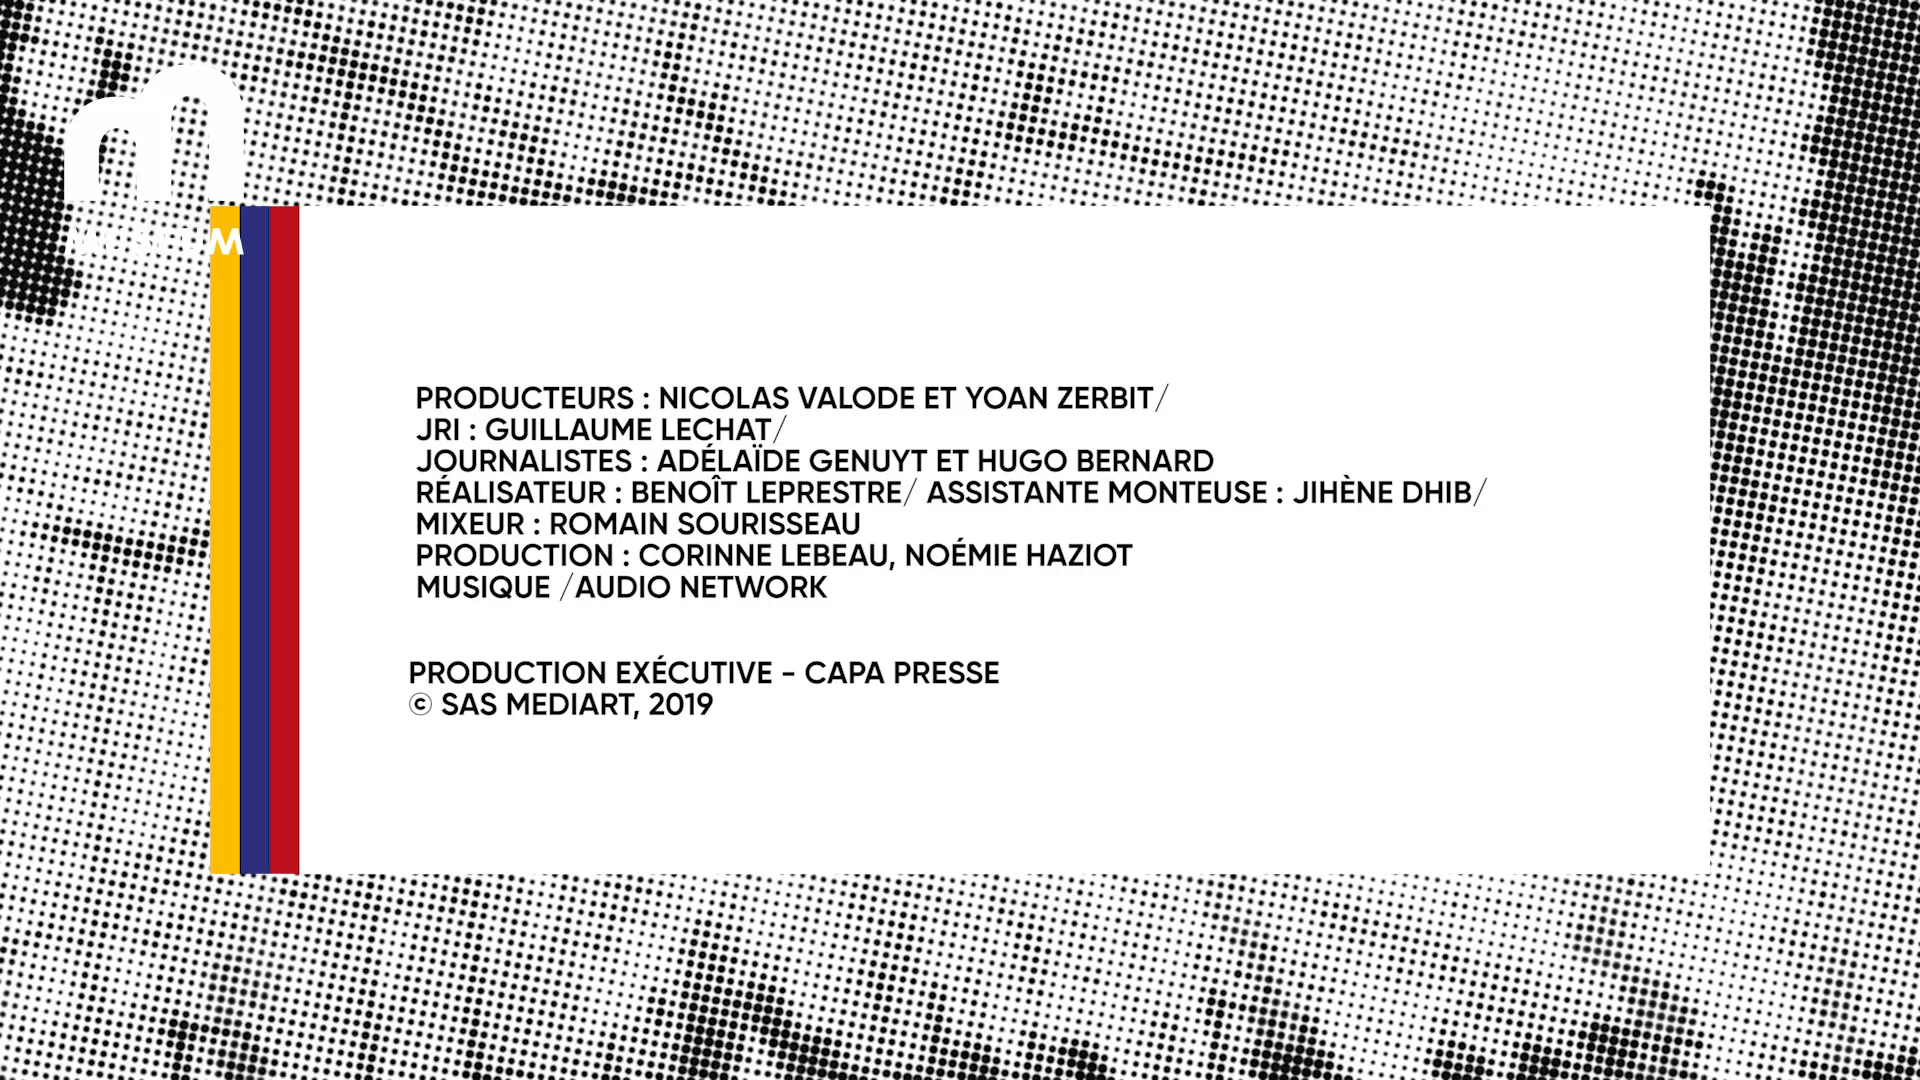 MUSEUM
PRODUCTEURS : NICOLAS VALODE ET YOAN ZERBIT/
JRI : GUILLAUME LECHAT/
JOURNALISTES : ADÉLAÏDE GENUYT ET HUGO BERNARD
RÉALISATEUR : BENOÎT LEPRESTRE/ ASSISTANTE MONTEUSE : JIHÈNE DHIB/
MIXEUR : ROMAIN SOURISSEAU
PRODUCTION : CORINNE LEBEAU, NOÉMIE HAZIOT
MUSIQUE /AUDIO NETWORK
PRODUCTION EXÉCUTIVE - CAPA PRESSE
© SAS MEDIART, 2019